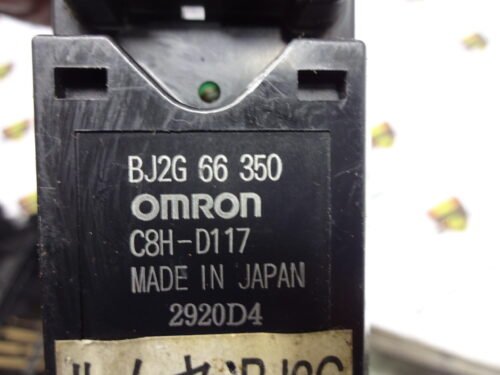 BJ2G 66 350
OMRON
C8H-D117
MADE IN JAPAN
2920D4